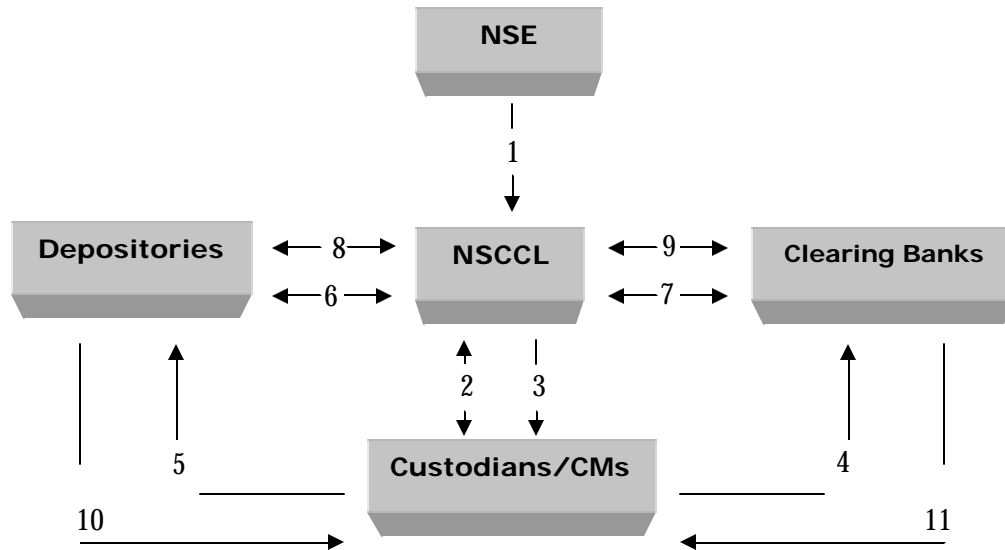 NSE
1
Depositories
8
NSCCL
9
Clearing Banks
6
7
2
3
5
Custodians/CMs
4
10
11